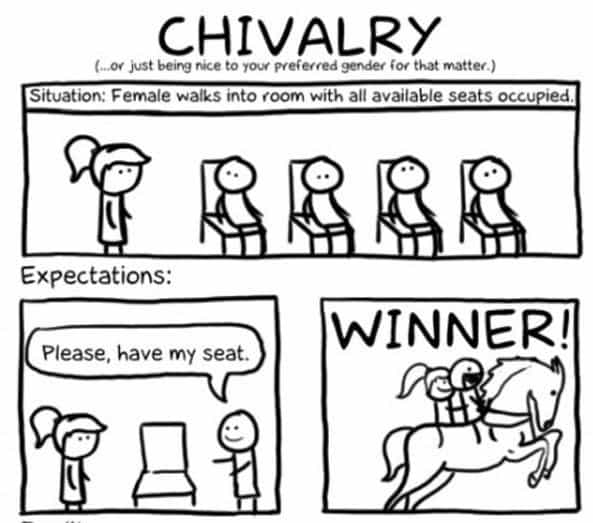 CHIVALRY
(...or just being nice to your preferred gender for that matter.)
Situation: Female walks into room with all available seats occupied.
Expectations:
Please, have my seat.
WINNER!